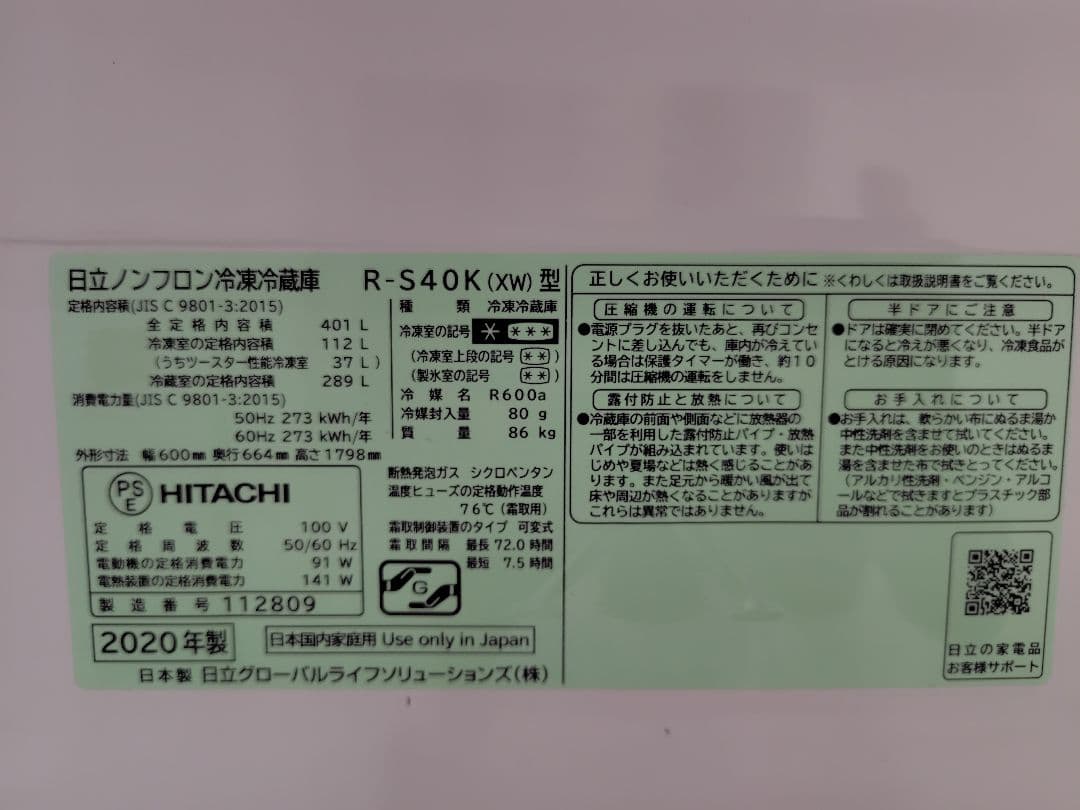 日立ノンフロン冷凍冷蔵庫 R-S40K(XW)型
定格内容積(JIS C 9801-3:2015)
全定格内容積 401 L
冷凍室の定格内容積 112 L
(うちツースター性能冷凍室 37 L)
冷蔵室の定格内容積 289 L
消費電力量(JIS C 9801-3:2015)
50Hz 273 kWh/年
60Hz 273 kWh/年
外形寸法 幅600mm 奥行664mm 高さ1798mm
種類 冷凍冷蔵庫
冷凍室の記号 * ***
(冷凍室上段の記号 **)
(製氷室の記号 **)
冷媒名 R600a
冷媒封入量 80 g
質量 86 kg
PSE HITACHI
定格電圧 100 V
定格周波数 50/60 Hz
電動機の定格消費電力 91 W
電熱装置の定格消費電力 141 W
製造番号 112809
断熱発泡ガス シクロペンタン
温度ヒューズの定格動作温度
76℃(霜取用)
霜取制御装置のタイプ 可変式
霜取間隔 最長 72.0 時間
最短 7.5 時間
G
2020年製
日本国内家庭用 Use only in Japan
日本製 日立グローバルライフソリューションズ(株)
正しくお使いいただくために ※くわしくは取扱説明書をご覧ください。
圧縮機の運転について
●電源プラグを抜いたあと、再びコンセ
ントに差し込んでも、庫内が冷えてい
る場合は保護タイマーが働き、約10
分間は圧縮機の運転をしません。
露付防止と放熱について
●冷蔵庫の前面や側面などに放熱器の
一部を利用した露付防止パイプ・放熱
パイプが組み込まれています。使いは
じめや夏場などは熱く感じることがあ
ります。また足元から暖かい風が出て
床や周辺が熱くなることがありますが
これらは異常ではありません。
半ドアにご注意
●ドアは確実に閉めてください。半ドア
になると冷えが悪くなり、冷凍食品が
とける原因になります。
お手入れについて
●お手入れは、軟らかい布にぬるま湯か
中性洗剤を含ませて拭いてください。
また中性洗剤をお使いのときはぬるま
湯を含ませた布で拭きとってください。
(アルカリ性洗剤・ベンジン・アルコ
ールなどで拭きますとプラスチック部
品が割れることがあります)
日立の家電品
お客様サポート